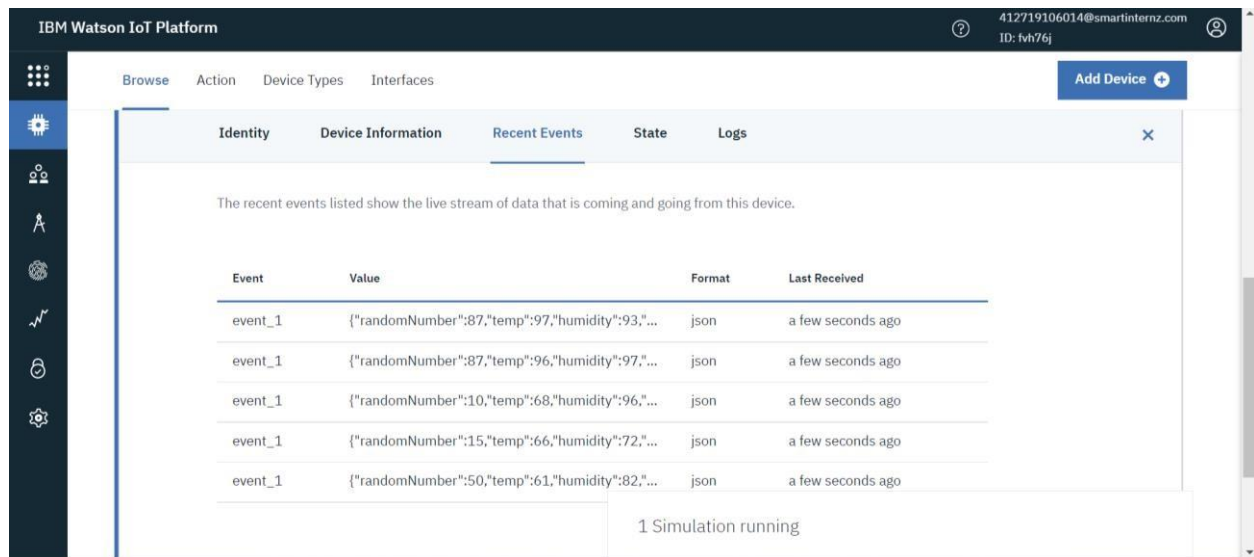 IBM Watson IoT Platform
412719106014@smartinternz.com
ID: fvh76j
Browse Action Device Types Interfaces Add Device
Identity Device Information Recent Events State Logs
The recent events listed show the live stream of data that is coming and going from this device.
Event Value Format Last Received
event_1 {"randomNumber":87,"temp":97,"humidity":93,"... json a few seconds ago
event_1 {"randomNumber":87,"temp":96,"humidity":97,"... json a few seconds ago
event_1 {"randomNumber":10,"temp":68,"humidity":96,"... json a few seconds ago
event_1 {"randomNumber":15,"temp":66,"humidity":72,"... json a few seconds ago
event_1 {"randomNumber":50,"temp":61,"humidity":82,"... json a few seconds ago
1 Simulation running